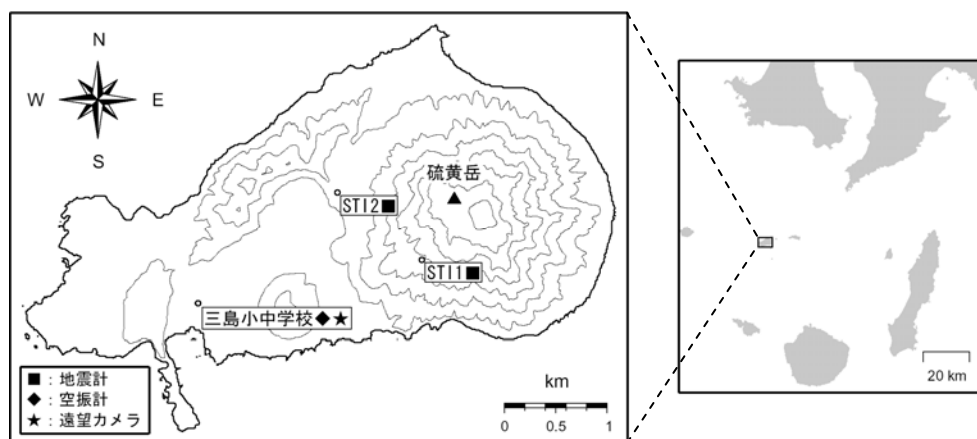 N
W E
S
硫黄岳
STI2■
STI1■
三島小中学校◆★
■：地震計
◆：空振計
★：遠望カメラ
km
0 0.5 1
20 km